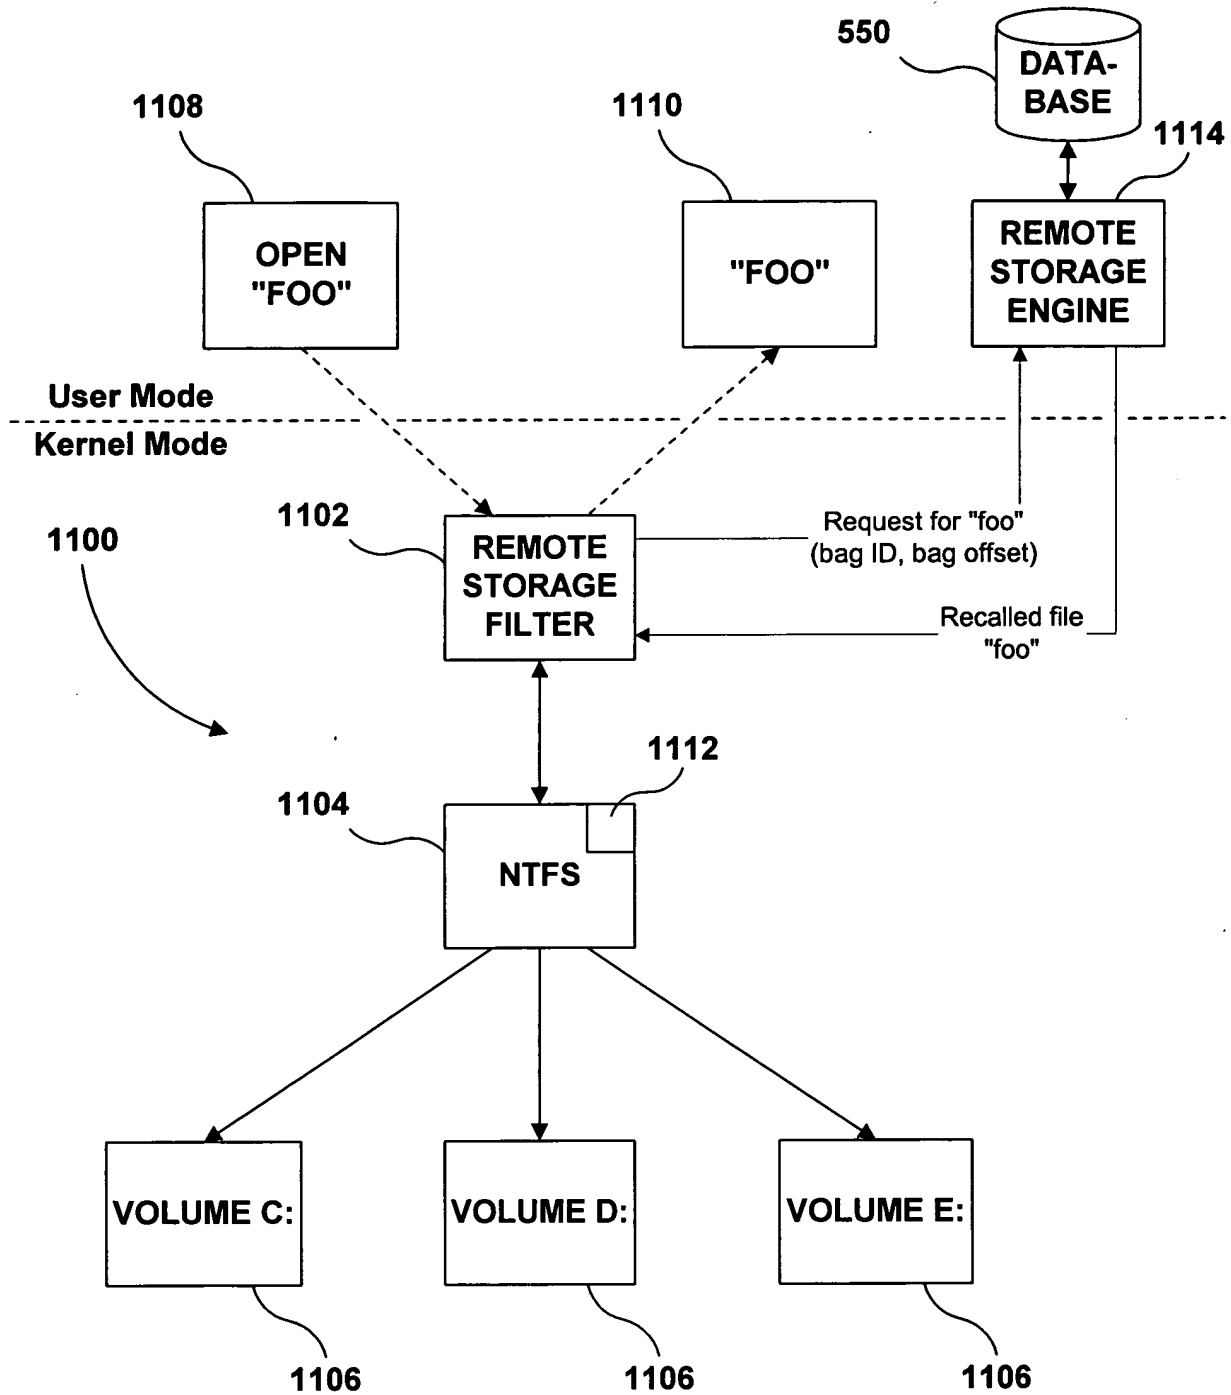 550
DATA-
BASE
1108
1110
1114
OPEN
"FOO"
"FOO"
REMOTE
STORAGE
ENGINE
User Mode
Kernel Mode
1102
1100
REMOTE
STORAGE
FILTER
Request for "foo"
(bag ID, bag offset)
Recalled file
"foo"
1112
1104
NTFS
VOLUME C:
VOLUME D:
VOLUME E:
1106
1106
1106